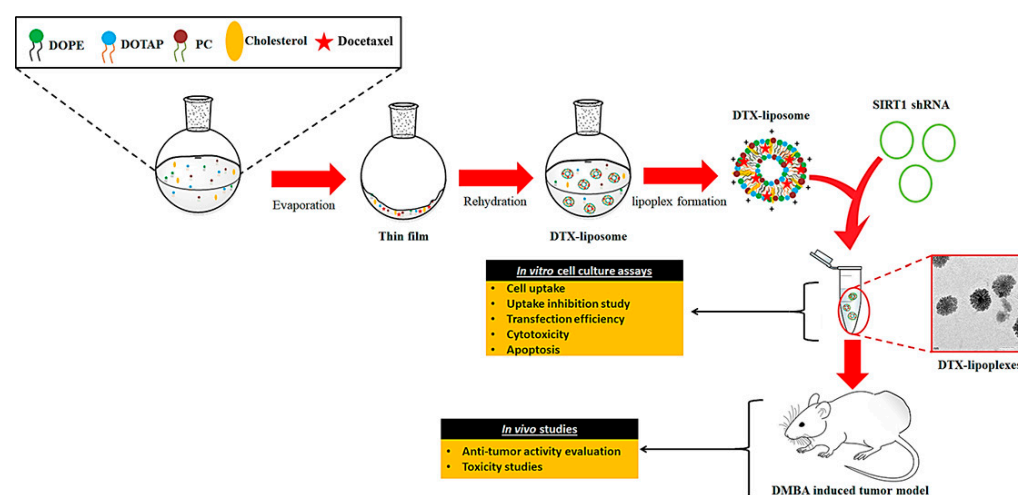 DOPE
DOTAP
PC
Cholesterol
Docetaxel
SIRT1 shRNA
DTX-liposome
Evaporation
Rehydration
lipoplex formation
Thin film
DTX-liposome
In vitro cell culture assays
• Cell uptake
• Uptake inhibition study
• Transfection efficiency
• Cytotoxicity
• Apoptosis
DTX-lipoplexes
In vivo studies
• Anti-tumor activity evaluation
• Toxicity studies
DMBA induced tumor model